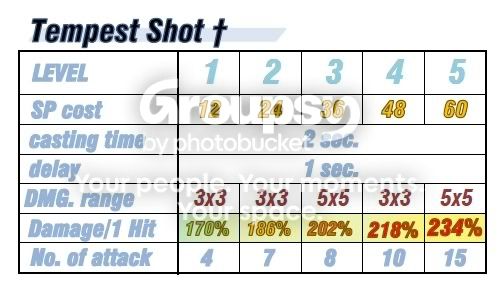 Tempest Shot †
LEVEL 1 2 3 4 5
SP cost 12 24 36 48 60
casting time 2 sec.
delay 1 sec.
DMG. range 3x3 3x3 5x5 3x3 5x5
Damage/1 Hit 170% 186% 202% 218% 234%
No. of attack 4 7 8 10 15
Groupsy
by photobucket
Your people. Your moments.
Your space.